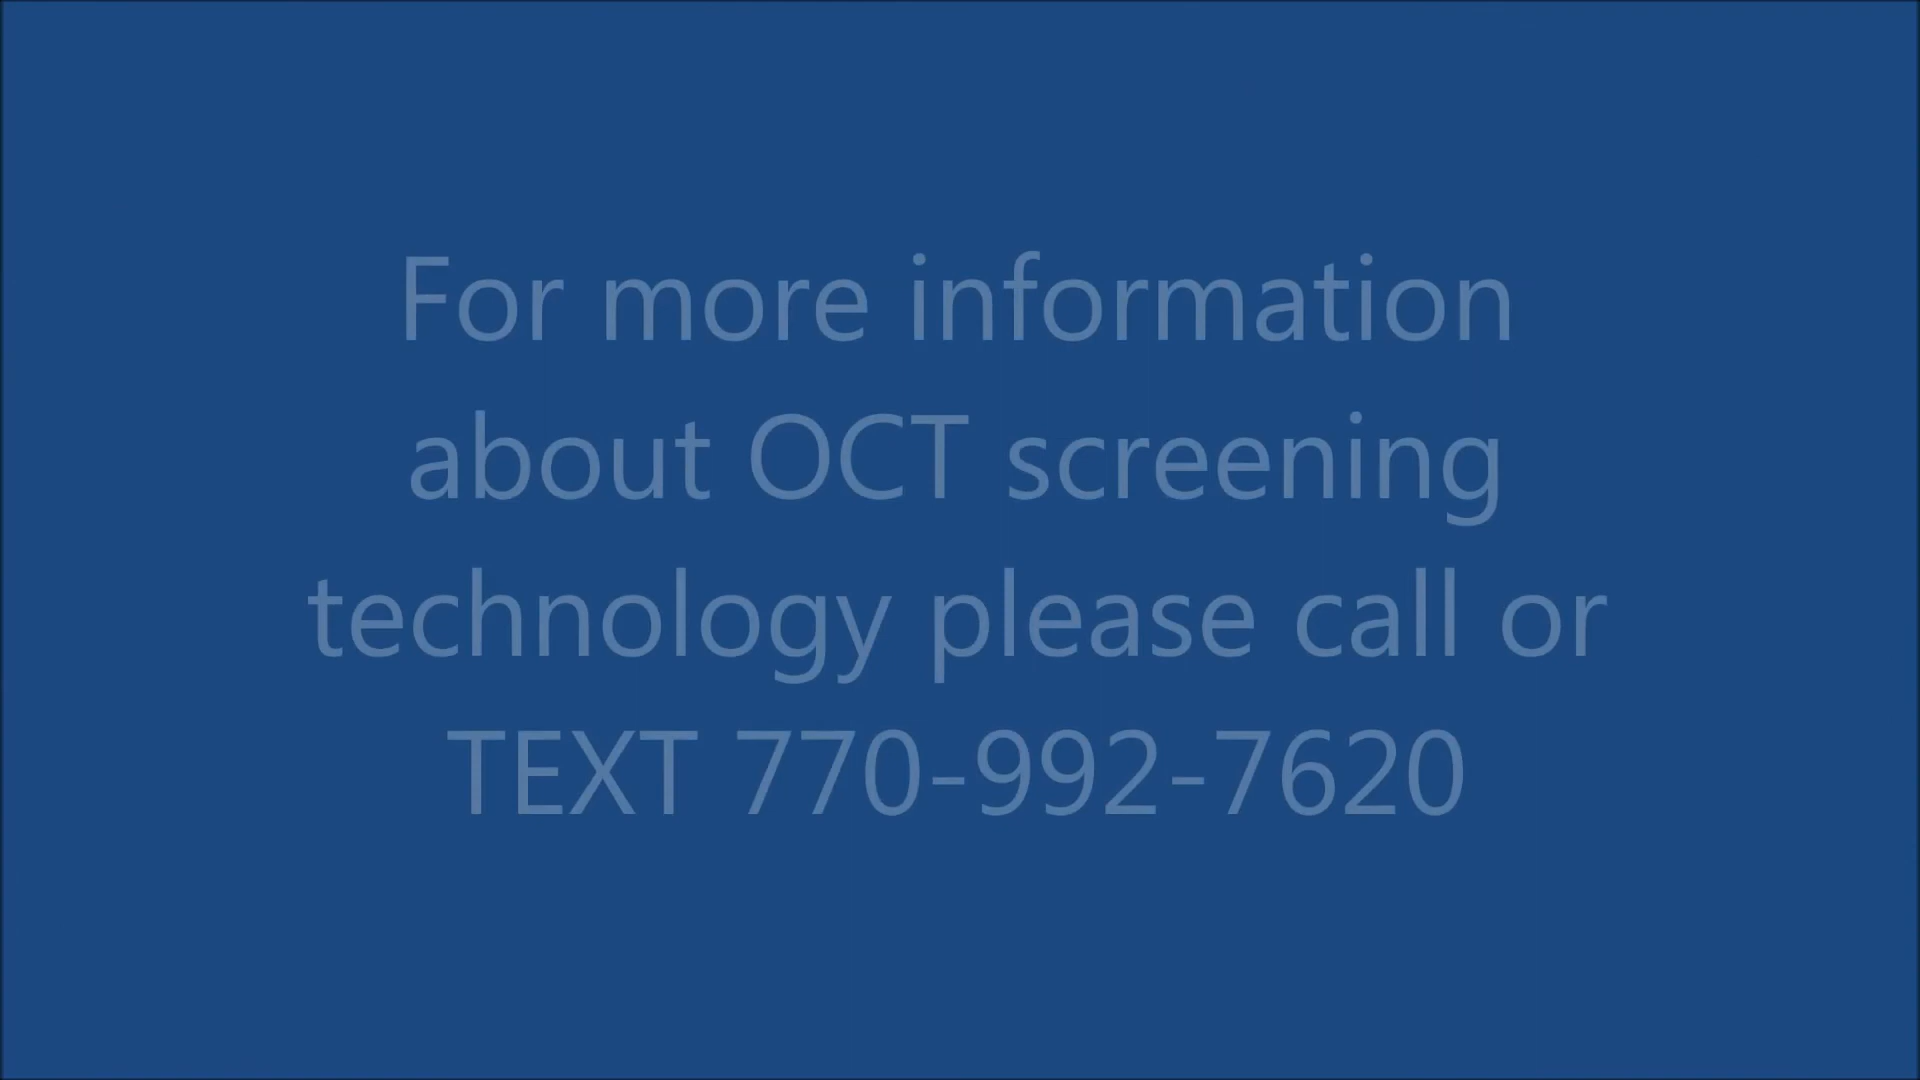 For more information
about OCT screening
technology please call or
TEXT 770-992-7620